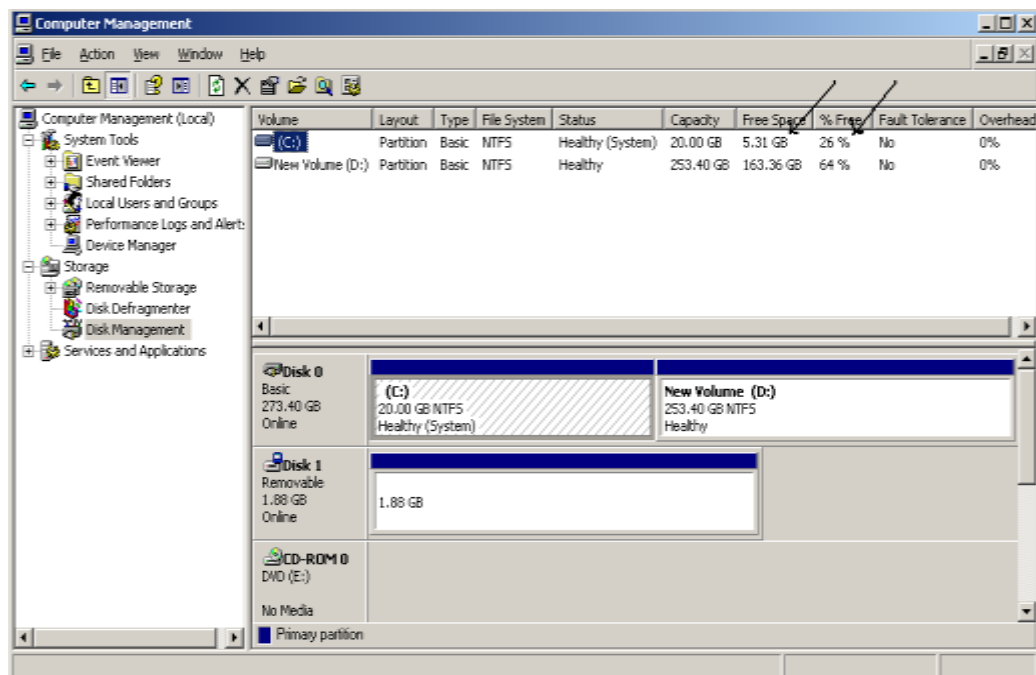 Computer Management
File Action View Window Help
Computer Management (Local)
System Tools
Event Viewer
Shared Folders
Local Users and Groups
Performance Logs and Alert
Device Manager
Storage
Removable Storage
Disk Defragmenter
Disk Management
Services and Applications
Volume Layout Type File System Status Capacity Free Space % Free Fault Tolerance Overhead
(C:) Partition Basic NTFS Healthy (System) 20.00 GB 5.31 GB 26 % No 0%
New Volume (D:) Partition Basic NTFS Healthy 253.40 GB 163.36 GB 64 % No 0%
Disk 0
Basic
273.40 GB
Online
(C:)
20.00 GB NTFS
Healthy (System)
New Volume (D:)
253.40 GB NTFS
Healthy
Disk 1
Removable
1.88 GB
Online
1.88 GB
CD-ROM 0
DVD (E:)
No Media
Primary partition